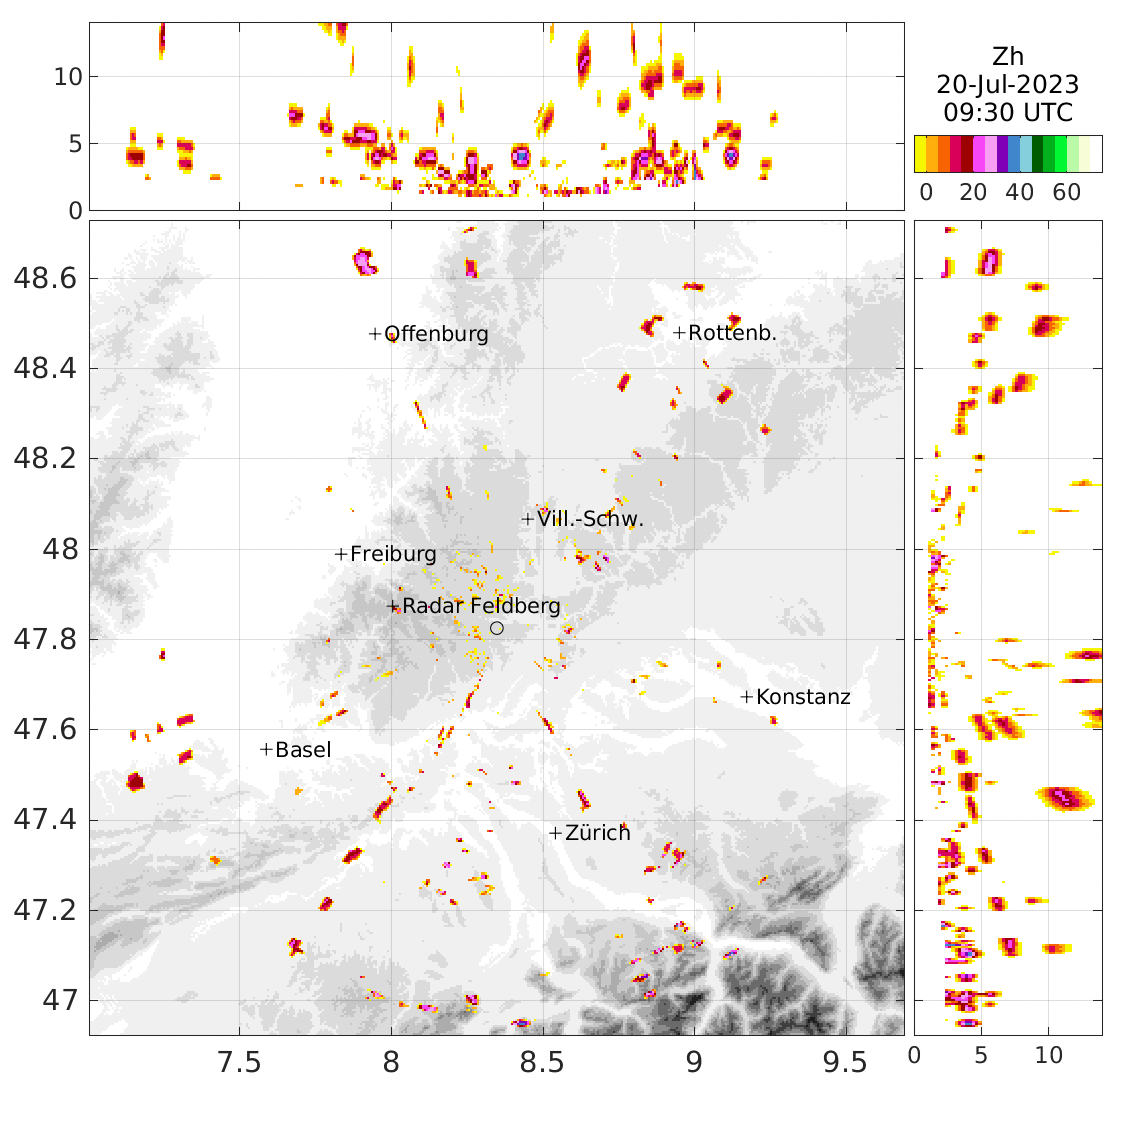 10
5
0
Zh
20-Jul-2023
09:30 UTC
0 20 40 60
48.6
48.4
48.2
48
47.8
47.6
47.4
47.2
47
+Offenburg
+Rottenb.
+Vill.-Schw.
+Freiburg
+Radar Feldberg
+Konstanz
+Basel
+Zürich
7.5 8 8.5 9 9.5
0 5 10